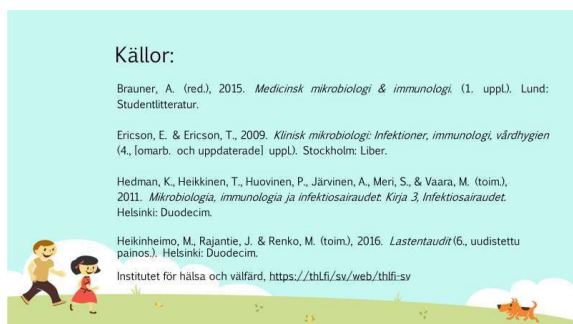 Källor:
Brauner, A. (red.), 2015. Medicinsk mikrobiologi & immunologi. (1. uppl.). Lund:
Studentlitteratur.
Ericson, E. & Ericson, T., 2009. Klinisk mikrobiologi: Infektioner, immunologi, vårdhygien
(4., [omarb. och uppdaterade] uppl.). Stockholm: Liber.
Hedman, K., Heikkinen, T., Huovinen, P., Järvinen, A., Meri, S., & Vaara, M. (toim.),
2011. Mikrobiologia, immunologia ja infektiosairaudet. Kirja 3, Infektiosairaudet.
Helsinki: Duodecim.
Heikinheimo, M., Rajantie, J. & Renko, M. (toim.), 2016. Lastentaudit (6., uudistettu
painos.). Helsinki: Duodecim.
Institutet för hälsa och välfärd, https://thl.fi/sv/web/thlfi-sv